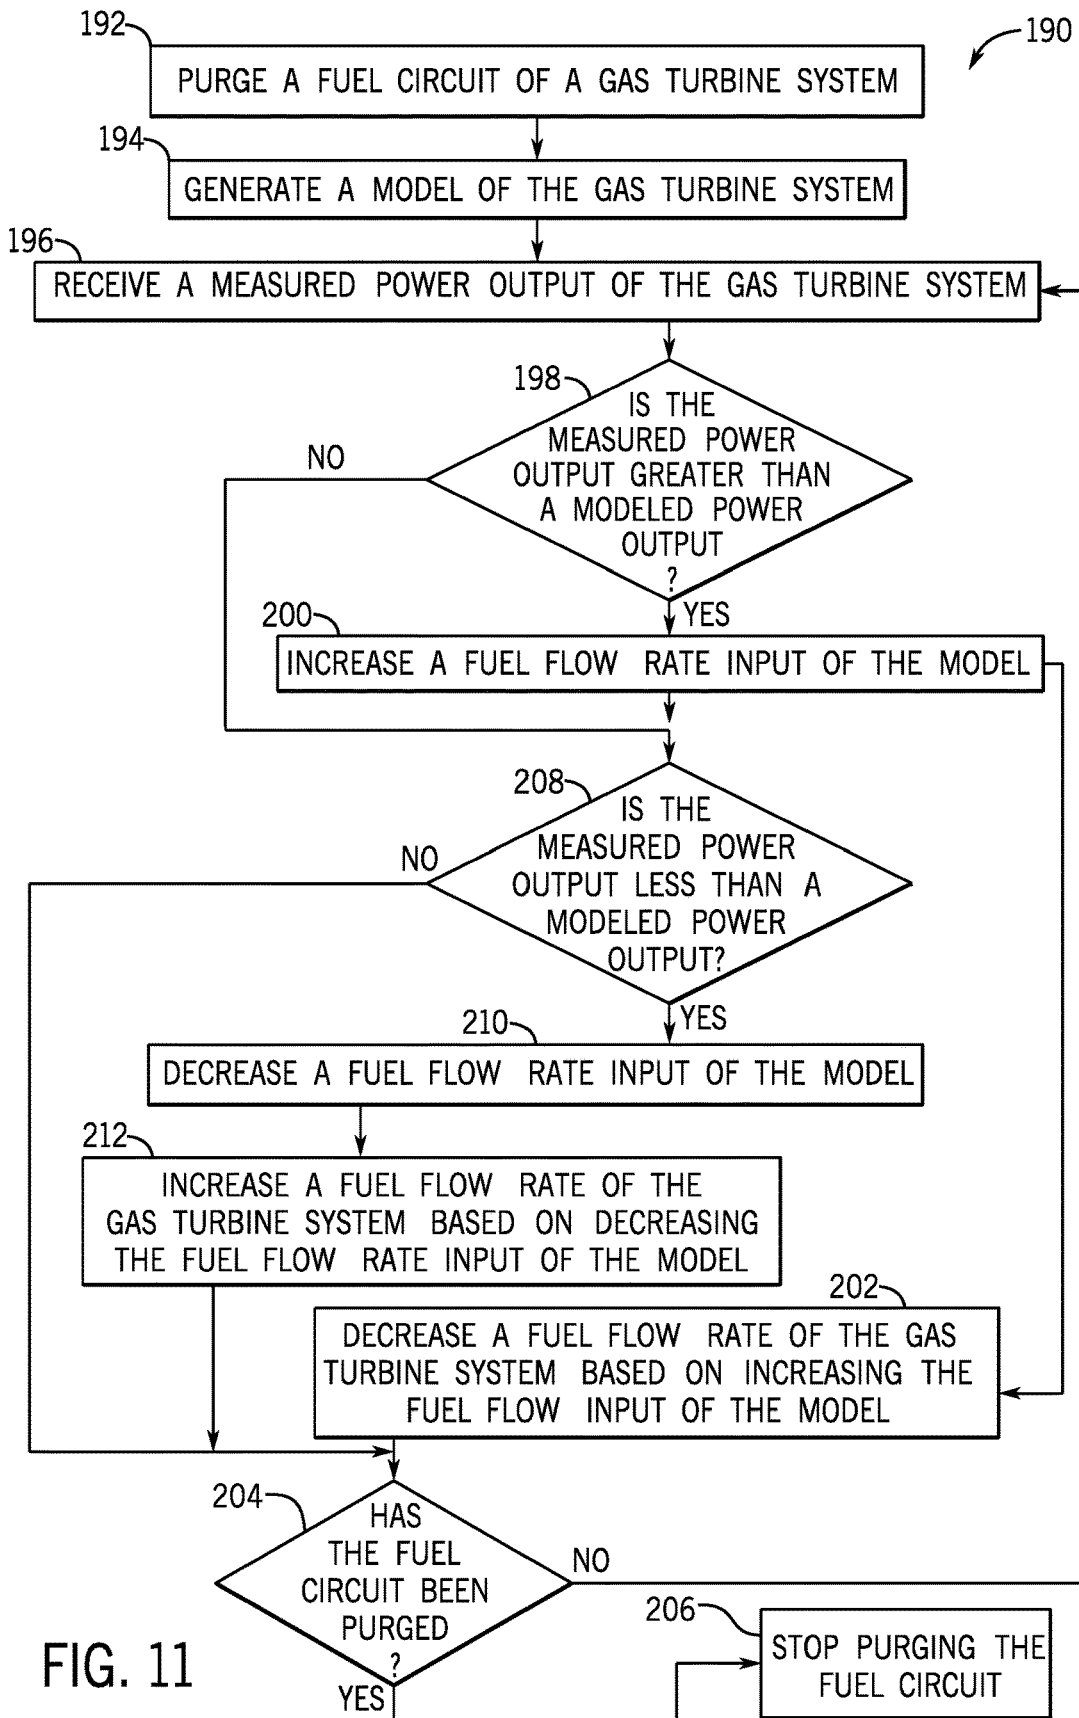 192
190
PURGE A FUEL CIRCUIT OF A GAS TURBINE SYSTEM
194
GENERATE A MODEL OF THE GAS TURBINE SYSTEM
196
RECEIVE A MEASURED POWER OUTPUT OF THE GAS TURBINE SYSTEM
198
IS THE
MEASURED POWER
OUTPUT GREATER THAN
A MODELED POWER
OUTPUT
?
NO
YES
200
INCREASE A FUEL FLOW RATE INPUT OF THE MODEL
208
IS THE
MEASURED POWER
OUTPUT LESS THAN A
MODELED POWER
OUTPUT?
NO
YES
210
DECREASE A FUEL FLOW RATE INPUT OF THE MODEL
212
INCREASE A FUEL FLOW RATE OF THE
GAS TURBINE SYSTEM BASED ON DECREASING
THE FUEL FLOW RATE INPUT OF THE MODEL
202
DECREASE A FUEL FLOW RATE OF THE GAS
TURBINE SYSTEM BASED ON INCREASING THE
FUEL FLOW INPUT OF THE MODEL
204
HAS
THE FUEL
CIRCUIT BEEN
PURGED
?
NO
YES
206
STOP PURGING THE
FUEL CIRCUIT
FIG. 11